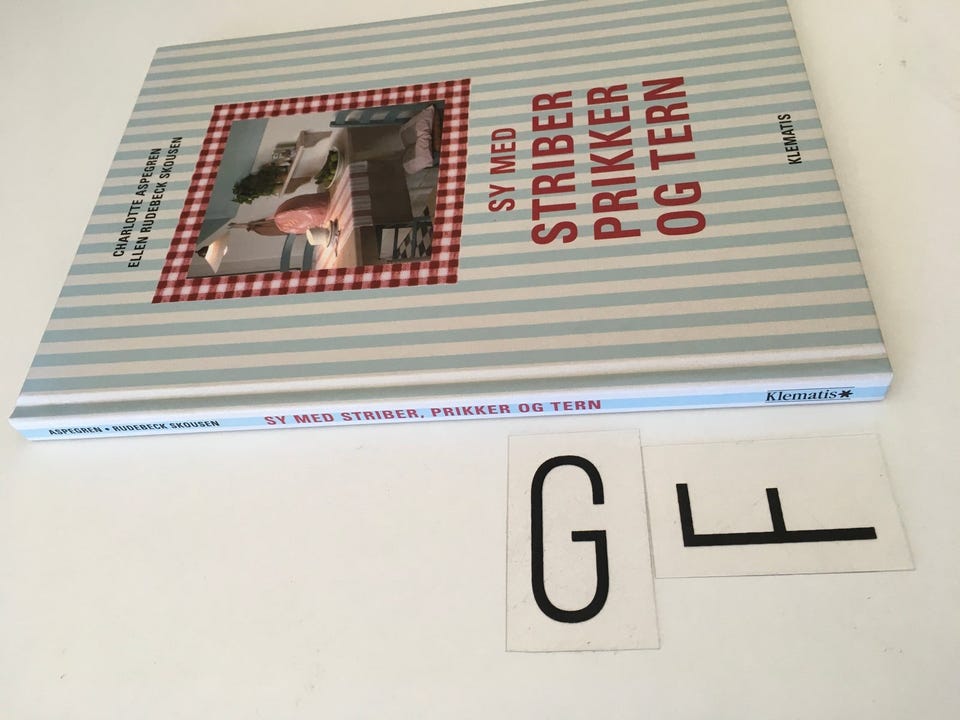 CHARLOTTE ASPEGREN
ELLEN RUDEBECK SKOUSEN
SY MED
STRIBER
PRIKKER
OG TERN
KLEMATIS
ASPEGREN • RUDEBECK SKOUSEN SY MED STRIBER, PRIKKER OG TERN Klematis
G F